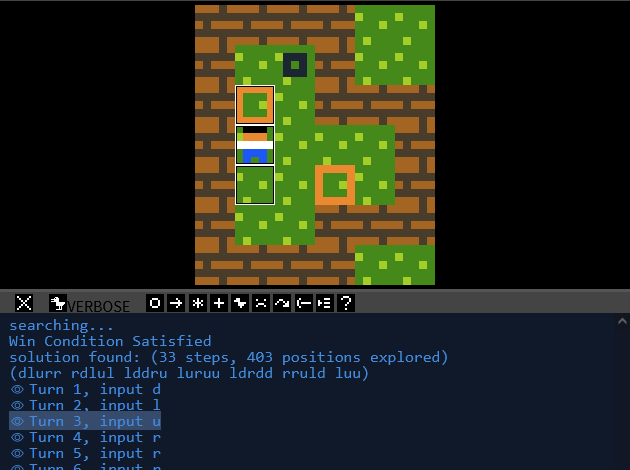 VERBOSE
searching...
Win Condition Satisfied
solution found: (33 steps, 403 positions explored)
(dlurr rdlul lddru luruu ldrdd rruld luu)
Turn 1, input d
Turn 2, input l
Turn 3, input u
Turn 4, input r
Turn 5, input r